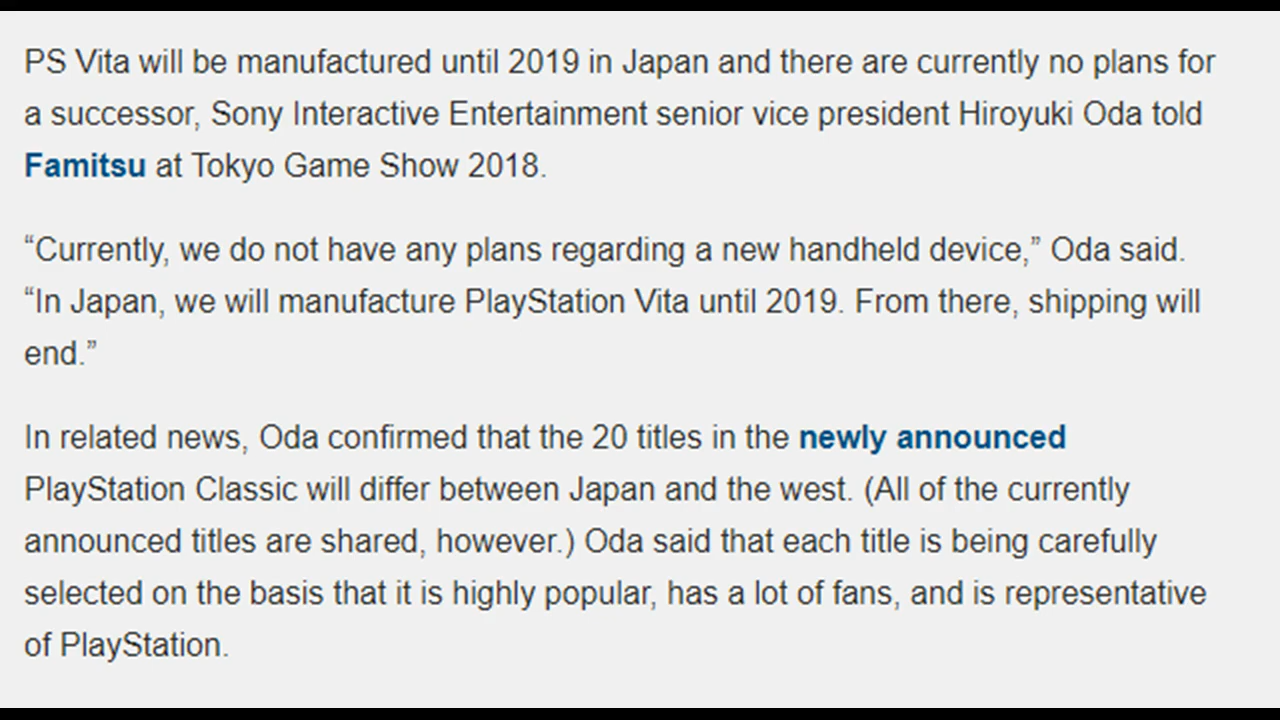 PS Vita will be manufactured until 2019 in Japan and there are currently no plans for
a successor, Sony Interactive Entertainment senior vice president Hiroyuki Oda told
Famitsu at Tokyo Game Show 2018.
“Currently, we do not have any plans regarding a new handheld device,” Oda said.
“In Japan, we will manufacture PlayStation Vita until 2019. From there, shipping will
end.”
In related news, Oda confirmed that the 20 titles in the newly announced
PlayStation Classic will differ between Japan and the west. (All of the currently
announced titles are shared, however.) Oda said that each title is being carefully
selected on the basis that it is highly popular, has a lot of fans, and is representative
of PlayStation.